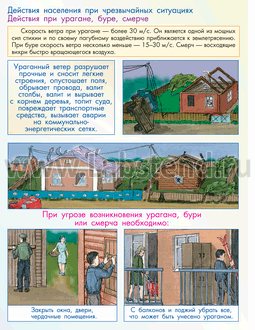 Действия населения при чрезвычайных ситуациях
Действия при урагане, буре, смерче
Скорость ветра при урагане — более 30 м/с. Он является одной из мощных
сил стихии и по своему пагубному воздействию приближается к землетрясению.
При буре скорость ветра несколько меньше — 15–30 м/с. Смерч — восходящие
вихри быстро вращающегося воздуха.
Ураганный ветер разрушает
прочные и сносит легкие
строения, опустошает поля,
обрывает провода, валит
столбы, валит и вырывает
с корнем деревья, топит суда,
повреждает транспортные
средства, вызывает аварии
на коммунально-
энергетических сетях.
При угрозе возникновения урагана, бури
или смерча необходимо:
Закрыть окна, двери,
чердачные помещения.
С балконов и лоджий убрать все,
что может быть унесено ураганом.